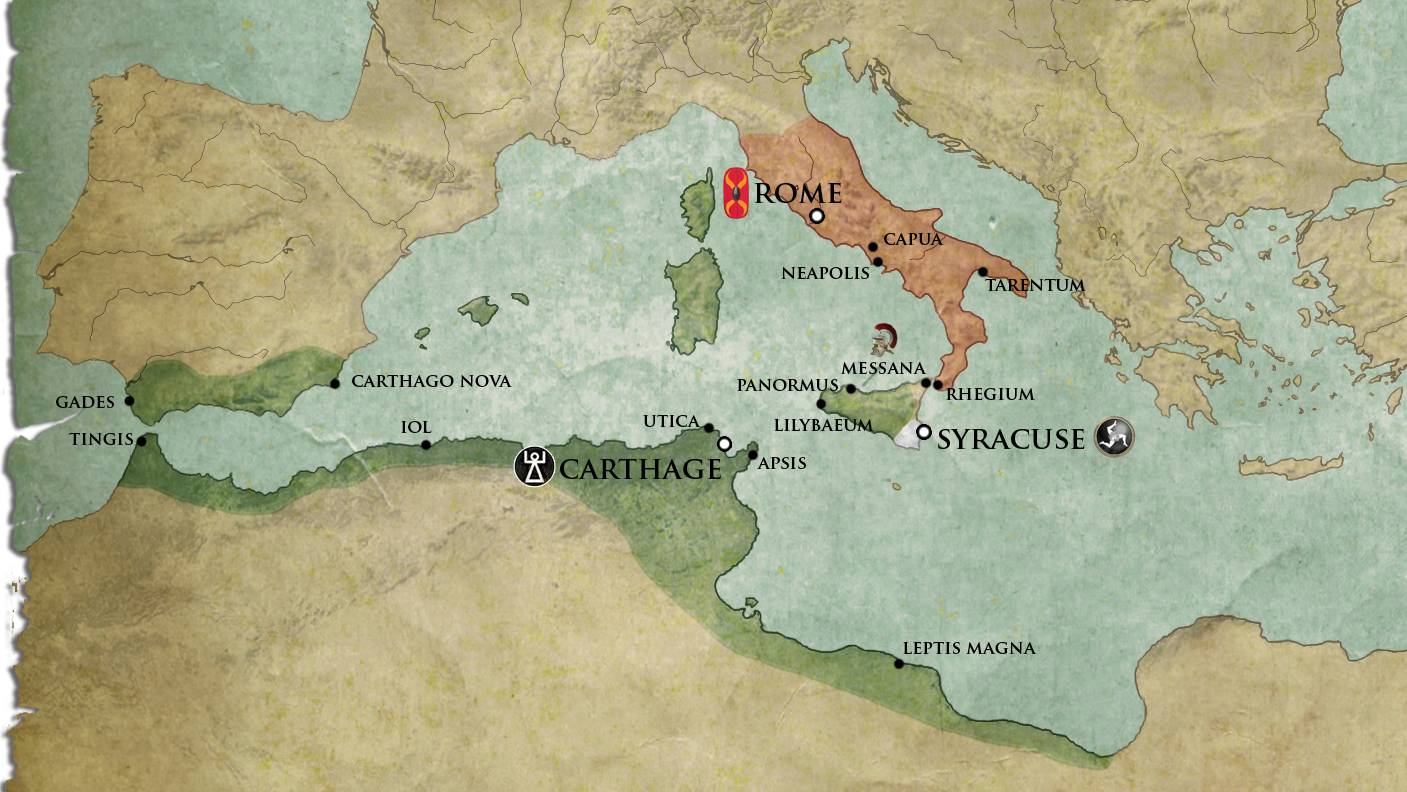 ROME
CAPUA
NEAPOLIS
TARENTUM
MESSANA
CARTHAGO NOVA
PANORMUS
RHEGIUM
GADES
UTICA
LILYBAEUM
IOL
TINGIS
SYRACUSE
CARTHAGE
APSIS
LEPTIS MAGNA